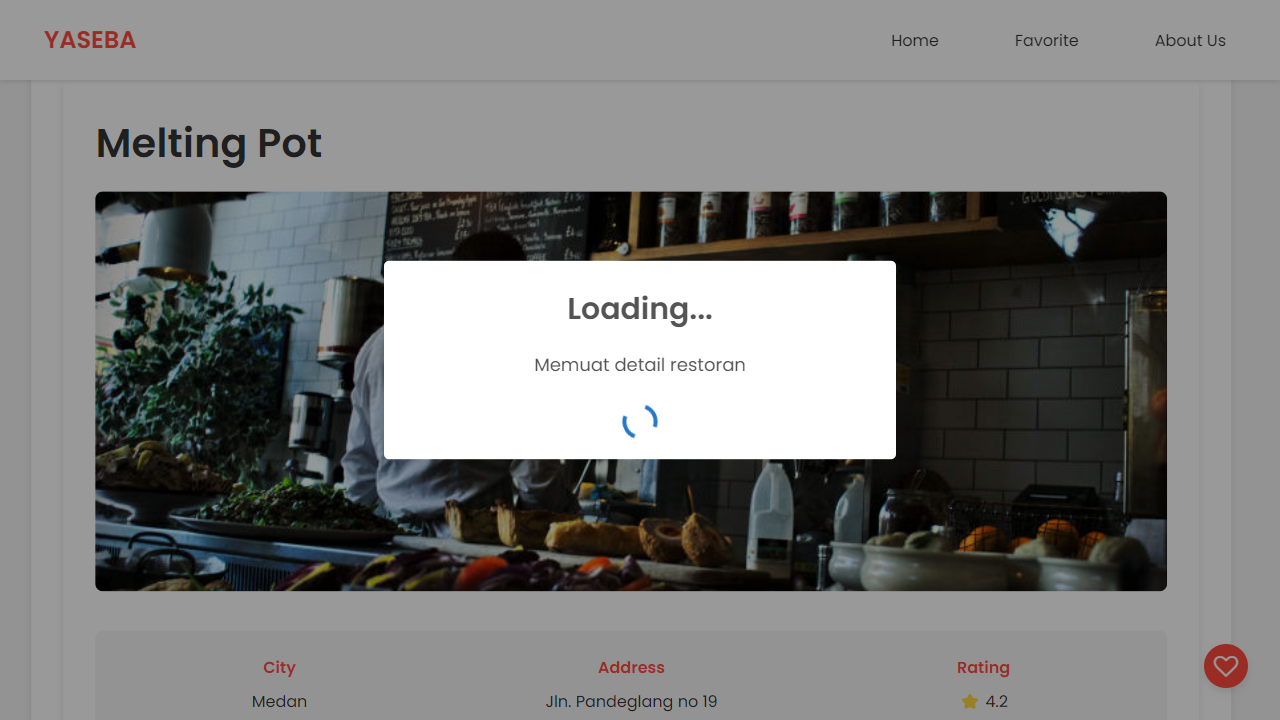 YASEBA
Home
Favorite
About Us
Melting Pot
Loading...
Memuat detail restoran
City
Address
Rating
Medan
Jln. Pandeglang no 19
4.2